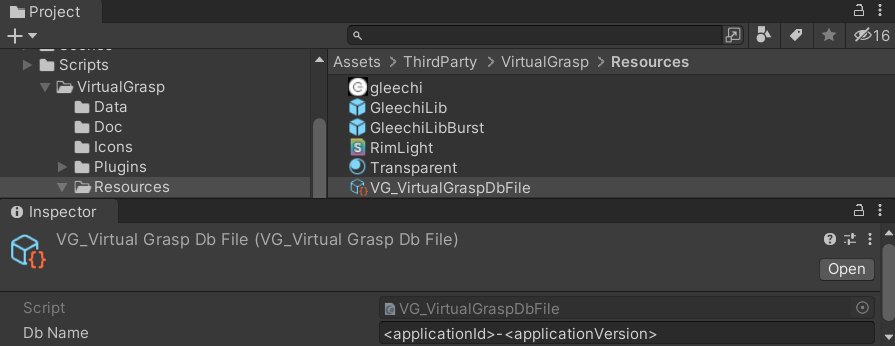 Project
16
Scripts
VirtualGrasp
Data
Doc
Icons
Plugins
Resources
Assets > ThirdParty > VirtualGrasp > Resources
gleechi
GleechiLib
GleechiLibBurst
RimLight
Transparent
VG_VirtualGraspDbFile
Inspector
VG_Virtual Grasp Db File (VG_Virtual Grasp Db File)
Open
Script VG_VirtualGraspDbFile
Db Name <applicationId>-<applicationVersion>